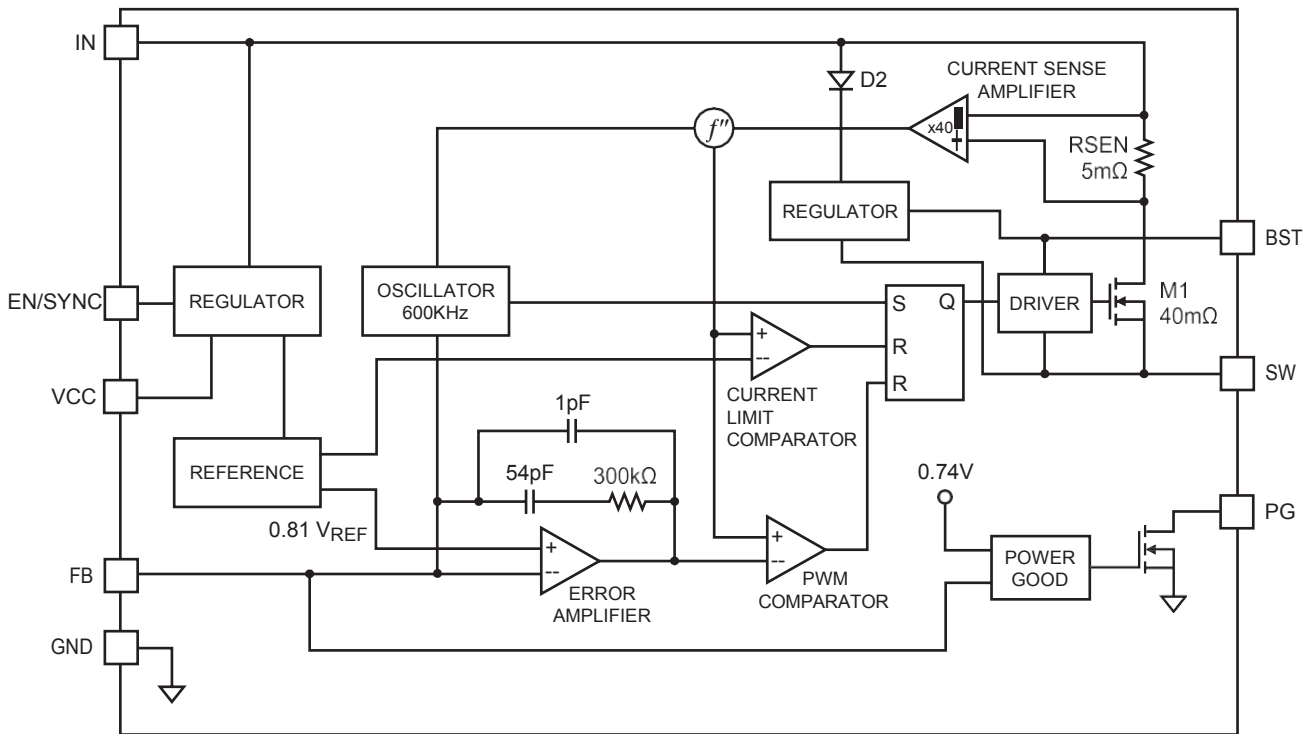 IN
D2
CURRENT SENSE
AMPLIFIER
x40
f"
RSEN
5mΩ
REGULATOR
BST
EN/SYNC
REGULATOR
OSCILLATOR
600KHz
S
Q
DRIVER
M1
40mΩ
+
--
R
R
SW
VCC
CURRENT
LIMIT
COMPARATOR
1pF
REFERENCE
54pF
300kΩ
0.74V
PG
0.81 VREF
+
--
+
--
POWER
GOOD
FB
ERROR
AMPLIFIER
PWM
COMPARATOR
GND